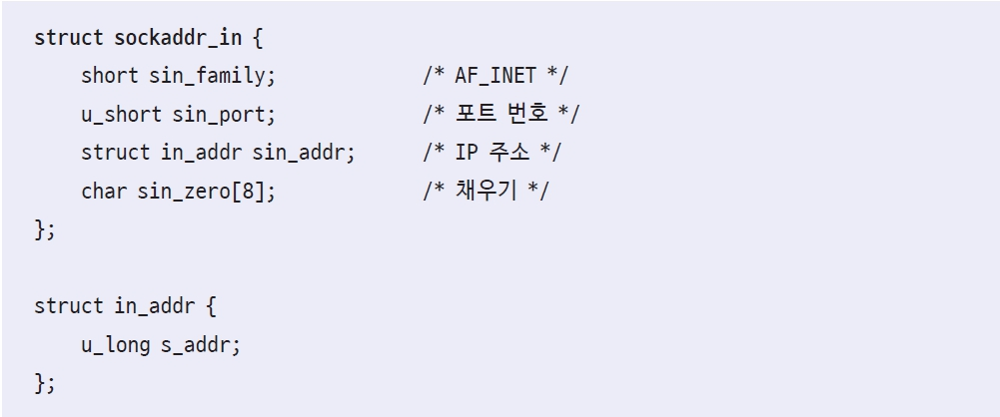 struct sockaddr_in {
    short sin_family;    /* AF_INET */
    u_short sin_port;    /* 포트 번호 */
    struct in_addr sin_addr;    /* IP 주소 */
    char sin_zero[8];    /* 채우기 */
};

struct in_addr {
    u_long s_addr;
};